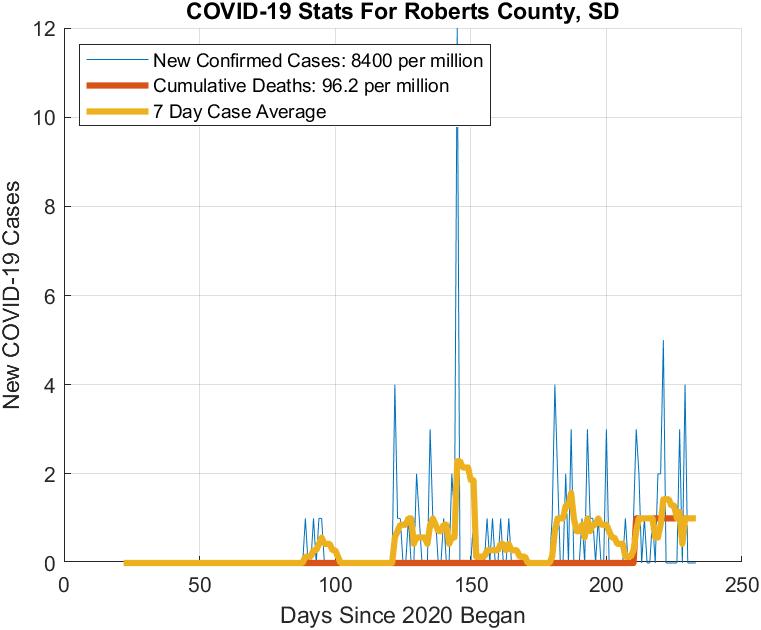 COVID-19 Stats For Roberts County, SD
New Confirmed Cases: 8400 per million
Cumulative Deaths: 96.2 per million
7 Day Case Average
12
10
8
6
4
2
0
New COVID-19 Cases
0 50 100 150 200 250
Days Since 2020 Began